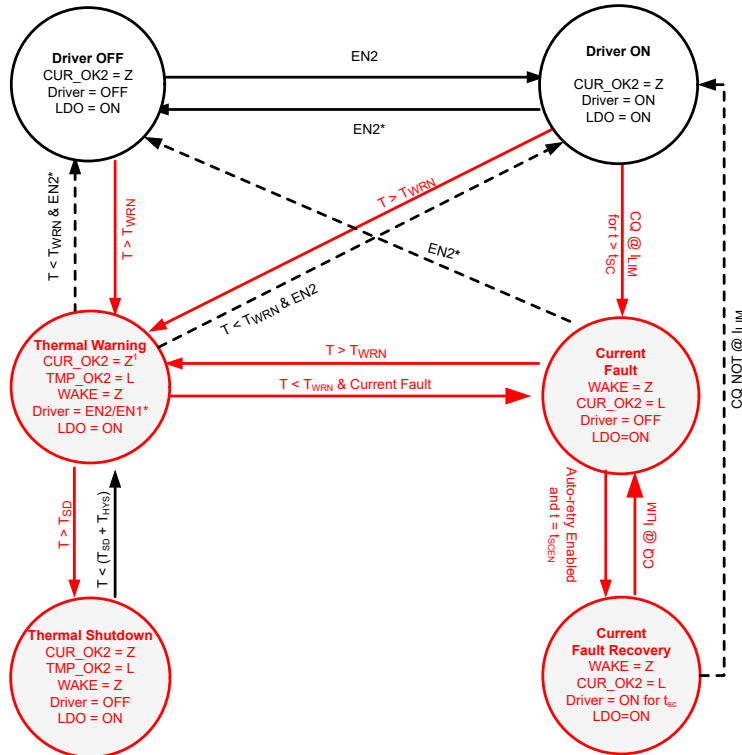 Driver OFF
CUR_OK2 = Z
Driver = OFF
LDO = ON
EN2
EN2*
Driver ON
CUR_OK2 = Z
Driver = ON
LDO = ON
T < TWRN & EN2*
T > TWRN
T > TWRN
T < TWRN & EN2
EN2*
CQ @ ILIM
for t > tSC
CQ NOT @ ILIM
Thermal Warning
CUR_OK2 = Z1
TMP_OK2 = L
WAKE = Z
Driver = EN2/EN1*
LDO = ON
T > TWRN
T < TWRN & Current Fault
Current
Fault
WAKE = Z
CUR_OK2 = L
Driver = OFF
LDO=ON
T > TSD
T < (TSD + THYS)
Auto-retry Enabled
and t = tSCEN
CQ @ ILIM
Thermal Shutdown
CUR_OK2 = Z
TMP_OK2 = L
WAKE = Z
Driver = OFF
LDO = ON
Current
Fault Recovery
WAKE = Z
CUR_OK2 = L
Driver = ON for tsc
LDO=ON